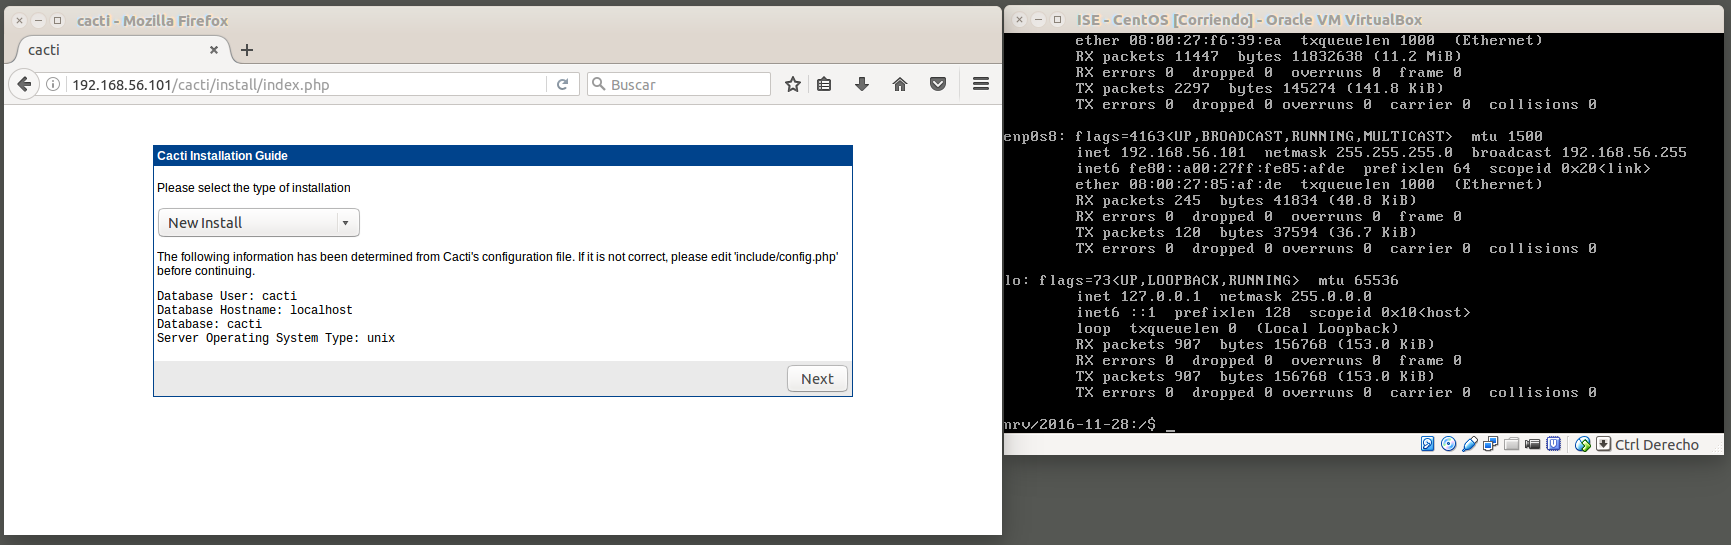 cacti - Mozilla Firefox
cacti
192.168.56.101/cacti/install/index.php
Buscar
Cacti Installation Guide
Please select the type of installation
New Install
The following information has been determined from Cacti's configuration file. If it is not correct, please edit 'include/config.php'
before continuing.
Database User: cacti
Database Hostname: localhost
Database: cacti
Server Operating System Type: unix
Next
ISE - CentOS [Corriendo] - Oracle VM VirtualBox
ether 08:00:27:f6:39:ea  txqueuelen 1000  (Ethernet)
RX packets 11447  bytes 11832638 (11.2 MiB)
RX errors 0  dropped 0  overruns 0  frame 0
TX packets 2297  bytes 145274 (141.8 KiB)
TX errors 0  dropped 0 overruns 0  carrier 0  collisions 0
enp0s8: flags=4163<UP,BROADCAST,RUNNING,MULTICAST>  mtu 1500
inet 192.168.56.101  netmask 255.255.255.0  broadcast 192.168.56.255
inet6 fe80::a00:27ff:fe85:afde  prefixlen 64  scopeid 0x20<link>
ether 08:00:27:85:af:de  txqueuelen 1000  (Ethernet)
RX packets 245  bytes 41834 (40.8 KiB)
RX errors 0  dropped 0  overruns 0  frame 0
TX packets 120  bytes 37594 (36.7 KiB)
TX errors 0  dropped 0 overruns 0  carrier 0  collisions 0
lo: flags=73<UP,LOOPBACK,RUNNING>  mtu 65536
inet 127.0.0.1  netmask 255.0.0.0
inet6 ::1  prefixlen 128  scopeid 0x10<host>
loop  txqueuelen 0  (Local Loopback)
RX packets 907  bytes 156768 (153.0 KiB)
RX errors 0  dropped 0  overruns 0  frame 0
TX packets 907  bytes 156768 (153.0 KiB)
TX errors 0  dropped 0 overruns 0  carrier 0  collisions 0
mrv/2016-11-28:/$ _
Ctrl Derecho